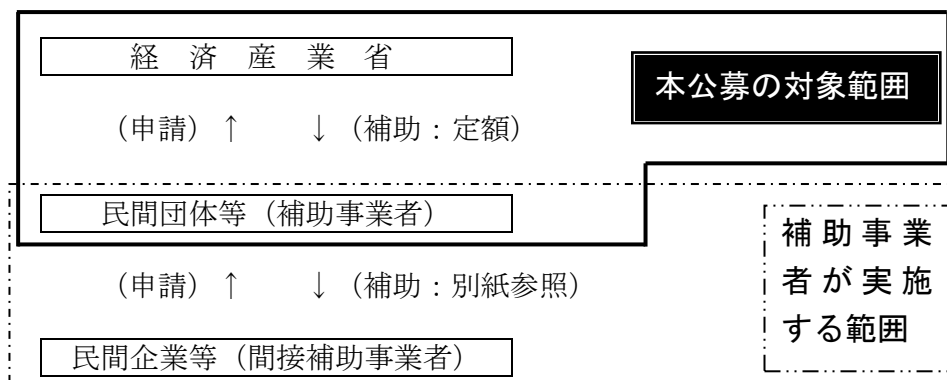 経 済 産 業 省
本公募の対象範囲
（申請）↑ ↓（補助：定額）
民間団体等（補助事業者）
補助事業
者が実施
する範囲
（申請）↑ ↓（補助：別紙参照）
民間企業等（間接補助事業者）